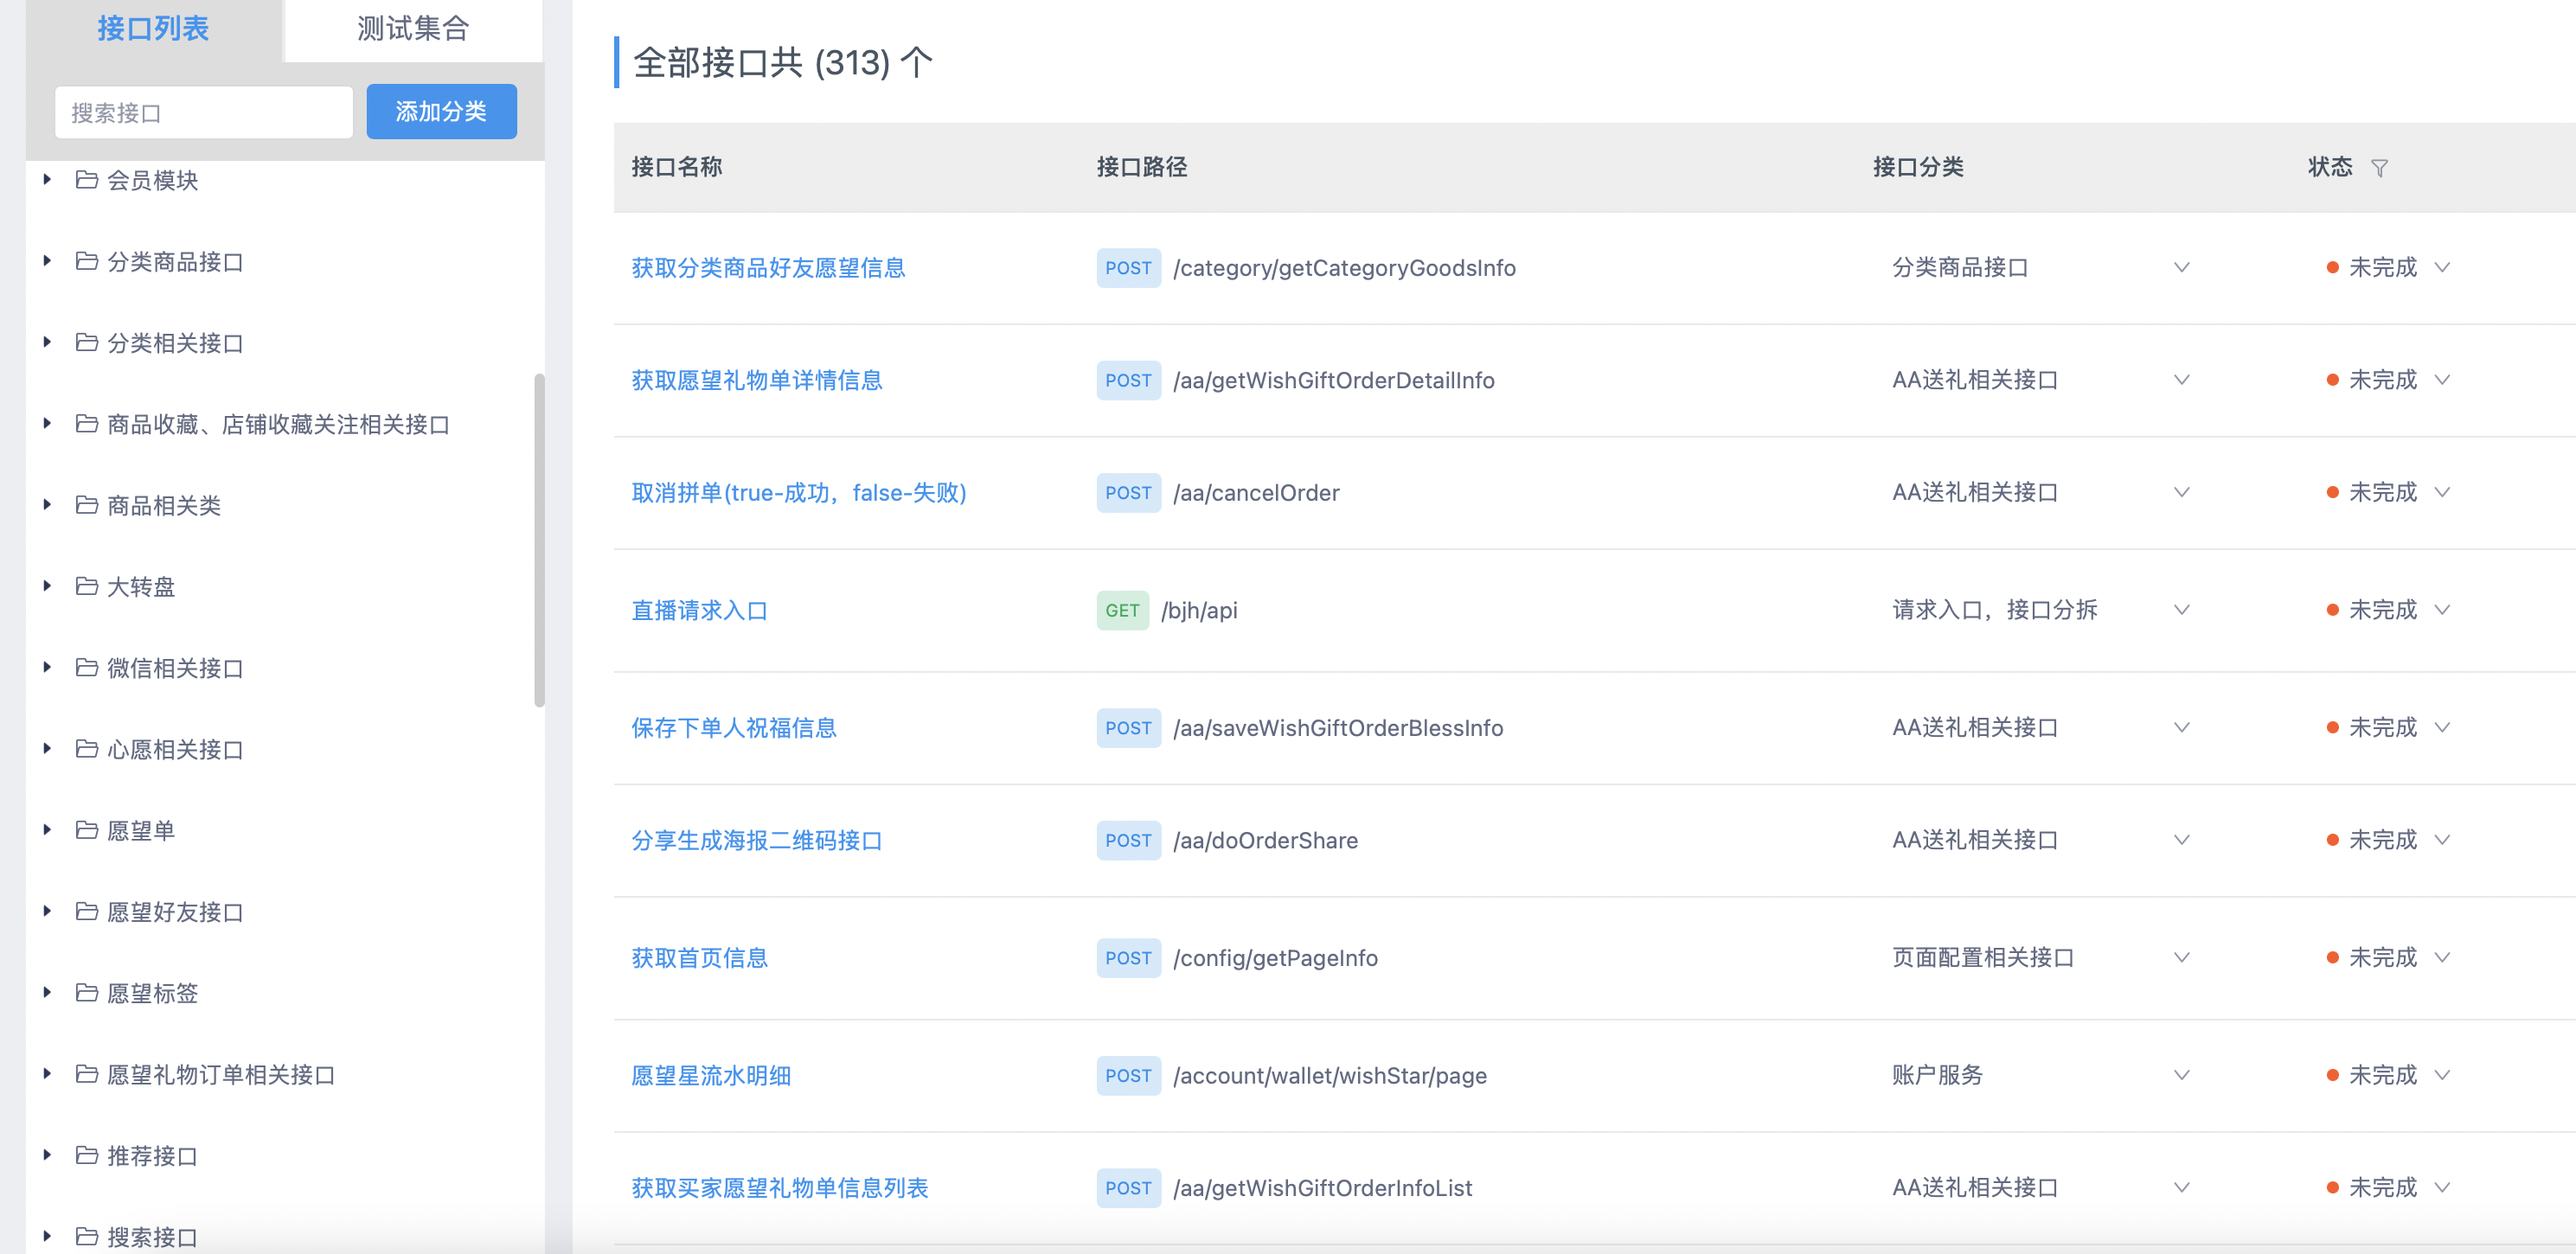 接口列表
测试集合
搜索接口
添加分类
会员模块
分类商品接口
分类相关接口
商品收藏、店铺收藏关注相关接口
商品相关类
大转盘
微信相关接口
心愿相关接口
愿望单
愿望好友接口
愿望标签
愿望礼物订单相关接口
推荐接口
搜索接口
全部接口共 (313) 个
接口名称 接口路径 接口分类 状态
获取分类商品好友愿望信息 POST /category/getCategoryGoodsInfo 分类商品接口 未完成
获取愿望礼物单详情信息 POST /aa/getWishGiftOrderDetailInfo AA送礼相关接口 未完成
取消拼单(true-成功，false-失败) POST /aa/cancelOrder AA送礼相关接口 未完成
直播请求入口 GET /bjh/api 请求入口，接口分拆 未完成
保存下单人祝福信息 POST /aa/saveWishGiftOrderBlessInfo AA送礼相关接口 未完成
分享生成海报二维码接口 POST /aa/doOrderShare AA送礼相关接口 未完成
获取首页信息 POST /config/getPageInfo 页面配置相关接口 未完成
愿望星流水明细 POST /account/wallet/wishStar/page 账户服务 未完成
获取买家愿望礼物单信息列表 POST /aa/getWishGiftOrderInfoList AA送礼相关接口 未完成